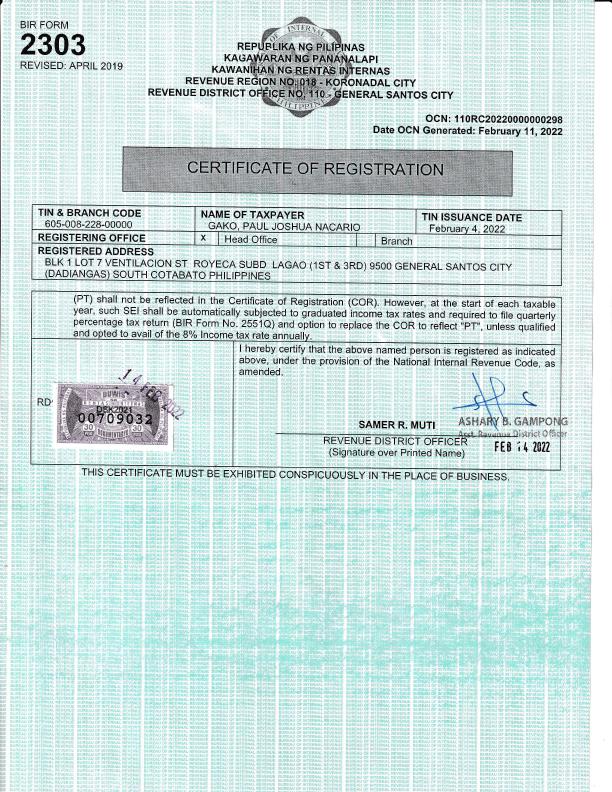 BIR FORM
2303
REVISED: APRIL 2019
REPUBLIKA NG PILIPINAS
KAGAWARAN NG PANANALAPI
KAWANIHAN NG RENTAS INTERNAS
REVENUE REGION NO. 018 - KORONADAL CITY
REVENUE DISTRICT OFFICE NO. 110 - GENERAL SANTOS CITY
OCN: 110RC20220000000298
Date OCN Generated: February 11, 2022
CERTIFICATE OF REGISTRATION
TIN & BRANCH CODE NAME OF TAXPAYER TIN ISSUANCE DATE
605-008-228-00000 GAKO, PAUL JOSHUA NACARIO February 4, 2022
REGISTERING OFFICE X Head Office Branch
REGISTERED ADDRESS
BLK 1 LOT 7 VENTILACION ST ROYECA SUBD LAGAO (1ST & 3RD) 9500 GENERAL SANTOS CITY
(DADIANGAS) SOUTH COTABATO PHILIPPINES
(PT) shall not be reflected in the Certificate of Registration (COR). However, at the start of each taxable
year, such SEI shall be automatically subjected to graduated income tax rates and required to file quarterly
percentage tax return (BIR Form No. 2551Q) and option to replace the COR to reflect "PT", unless qualified
and opted to avail of the 8% Income tax rate annually.
I hereby certify that the above named person is registered as indicated
above, under the provision of the National Internal Revenue Code, as
amended.
14 FEB 2022
RD
DUWIS
DSK2021
00709032
30 30
SAMER R. MUTI
ASHARY B. GAMPONG
Asst. Revenue District Officer
REVENUE DISTRICT OFFICER
(Signature over Printed Name)
FEB 14 2022
THIS CERTIFICATE MUST BE EXHIBITED CONSPICUOUSLY IN THE PLACE OF BUSINESS.